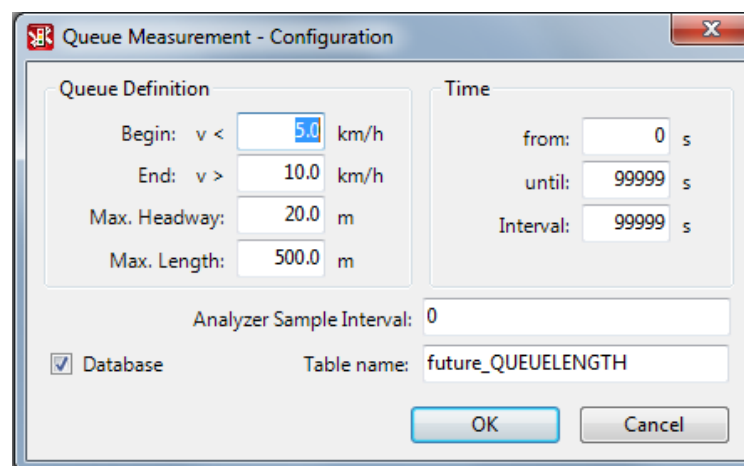 Queue Measurement - Configuration
Queue Definition
Begin: v < 5.0 km/h
End: v > 10.0 km/h
Max. Headway: 20.0 m
Max. Length: 500.0 m
Time
from: 0 s
until: 99999 s
Interval: 99999 s
Analyzer Sample Interval: 0
Database Table name: future_QUEUELENGTH
OK Cancel